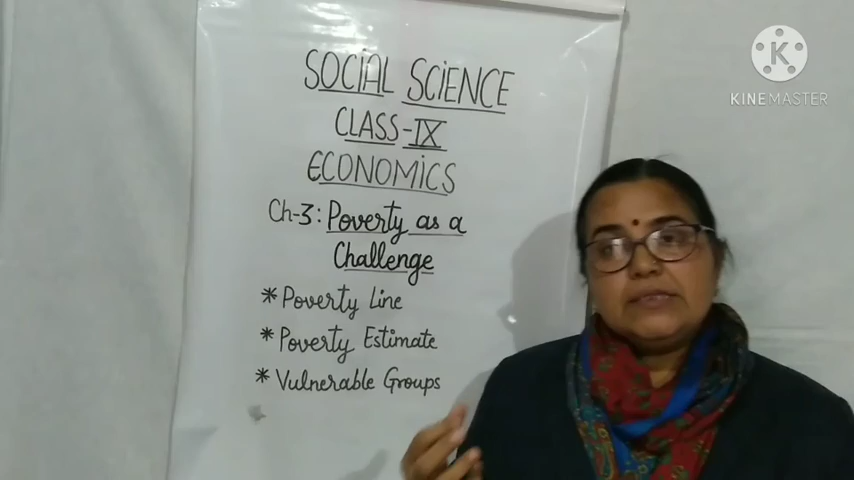 SOCIAL SCIENCE
CLASS-IX
ECONOMICS
Ch-3: Poverty as a
Challenge
* Poverty Line
* Poverty Estimate
* Vulnerable Groups
K
KINEMASTER